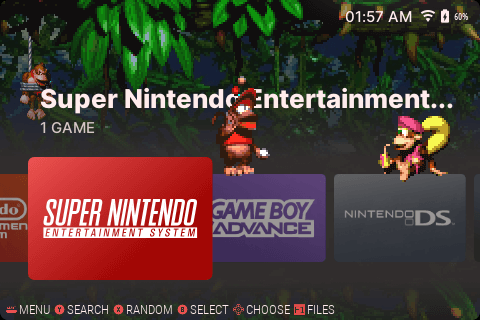 01:57 AM 60%
Super Nintendo Entertainment...
1 GAME
SUPER NINTENDO
ENTERTAINMENT SYSTEM
GAME BOY
ADVANCE
NINTENDO DS
MENU Y SEARCH X RANDOM B SELECT CHOOSE F1 FILES